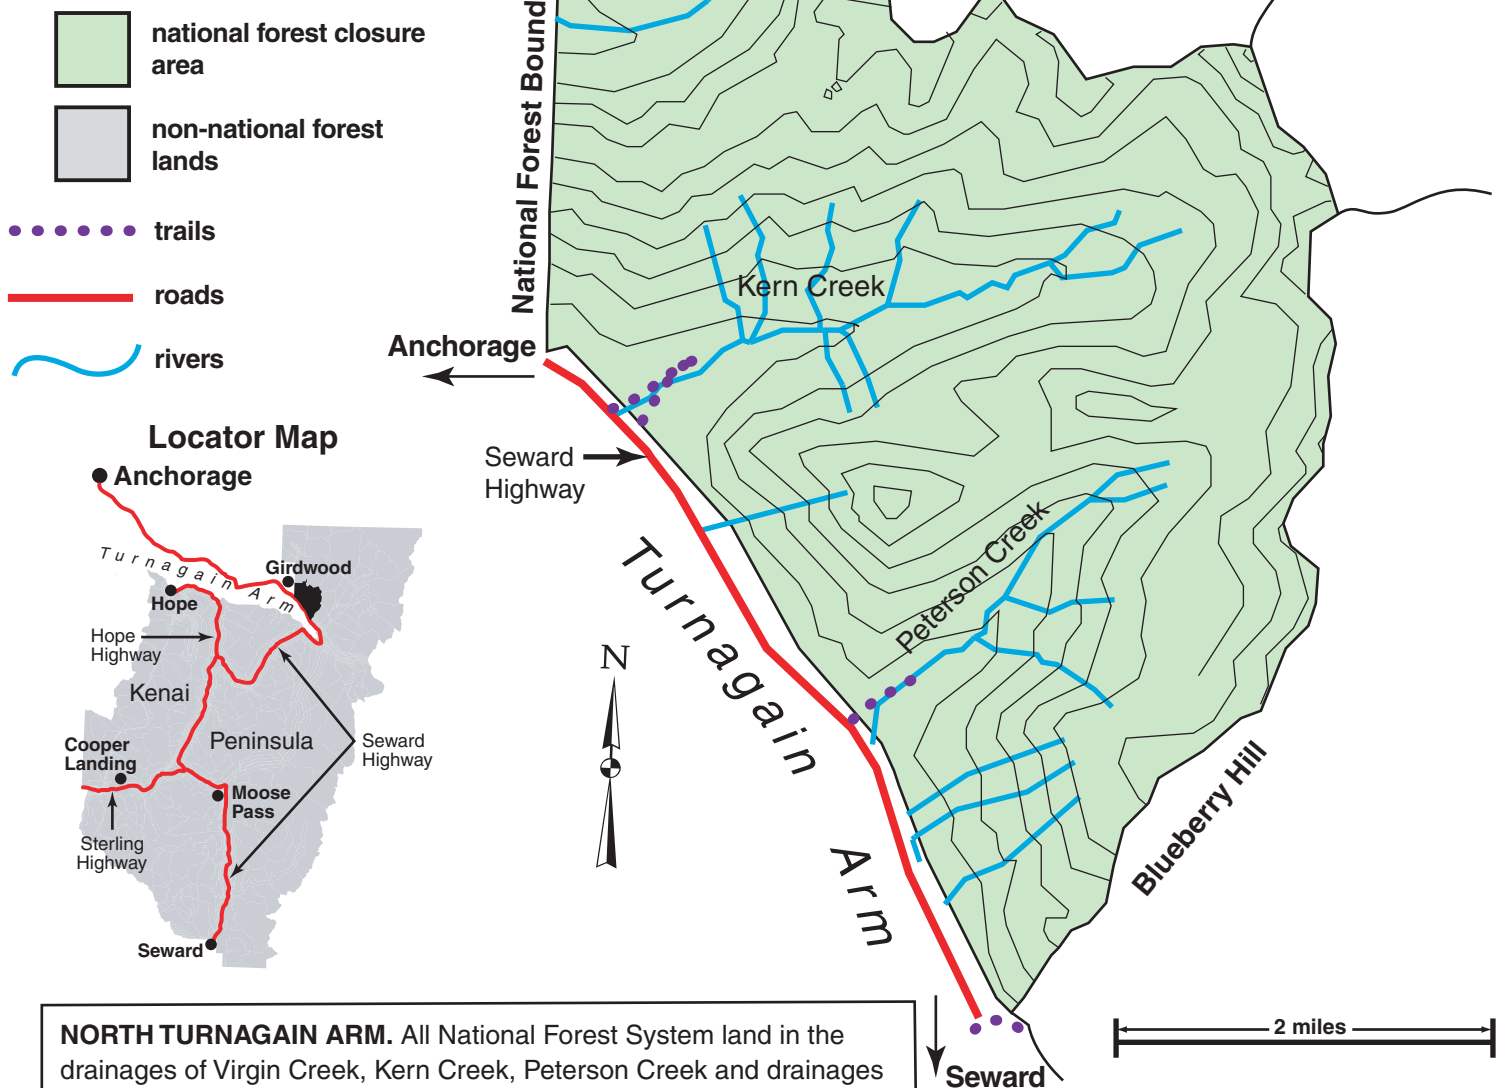 national forest closure
area
non-national forest
lands
trails
roads
rivers
National Forest Bound
Kern Creek
Anchorage
Seward
Highway
Peterson Creek
Turnagain
Arm
N
Blueberry Hill
Locator Map
Anchorage
Turnagain Arm
Girdwood
Hope
Hope
Highway
Kenai
Peninsula
Seward
Highway
Cooper
Landing
Moose
Pass
Sterling
Highway
Seward
NORTH TURNAGAIN ARM. All National Forest System land in the
drainages of Virgin Creek, Kern Creek, Peterson Creek and drainages
Seward
2 miles